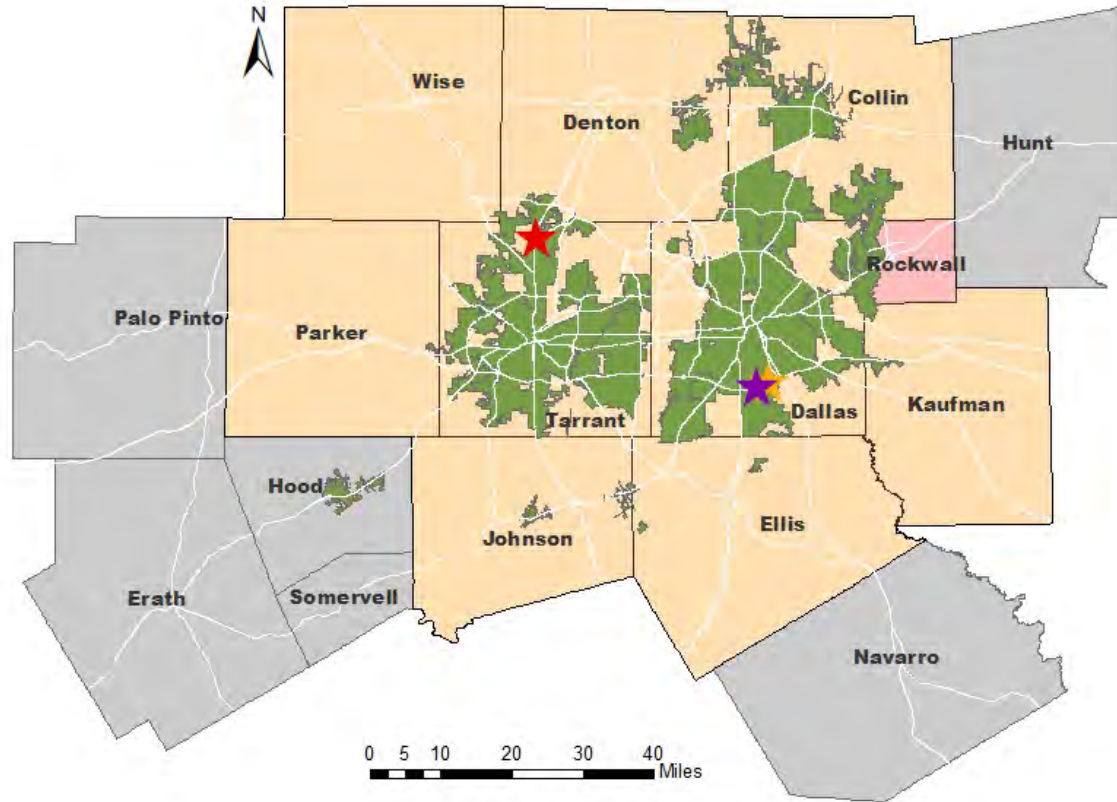 N
Wise
Collin
Denton
Hunt
Rockwall
Palo Pinto
Parker
Kaufman
Dallas
Tarrant
Hood
Ellis
Johnson
Erath
Somervell
Navarro
0 5 10 20 30 40
Miles